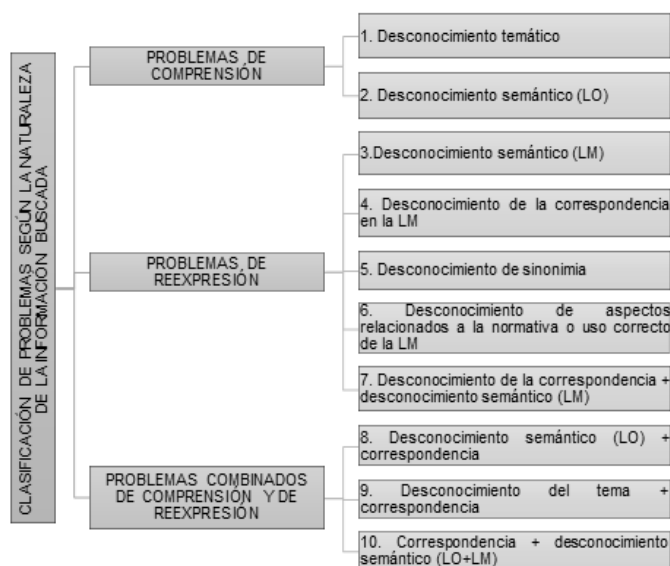 CLASIFICACIÓN DE PROBLEMAS SEGÚN LA NATURALEZA
DE LA INFORMACIÓN BUSCADA
PROBLEMAS DE
COMPRENSIÓN
1. Desconocimiento temático
2. Desconocimiento semántico (LO)
PROBLEMAS DE
REEXPRESIÓN
3.Desconocimiento semántico (LM)
4. Desconocimiento de la correspondencia
en la LM
5. Desconocimiento de sinonimia
6. Desconocimiento de aspectos
relacionados a la normativa o uso correcto
de la LM
7. Desconocimiento de la correspondencia +
desconocimiento semántico (LM)
PROBLEMAS COMBINADOS
DE COMPRENSIÓN Y DE
REEXPRESIÓN
8. Desconocimiento semántico (LO) +
correspondencia
9. Desconocimiento del tema +
correspondencia
10. Correspondencia + desconocimiento
semántico (LO+LM)